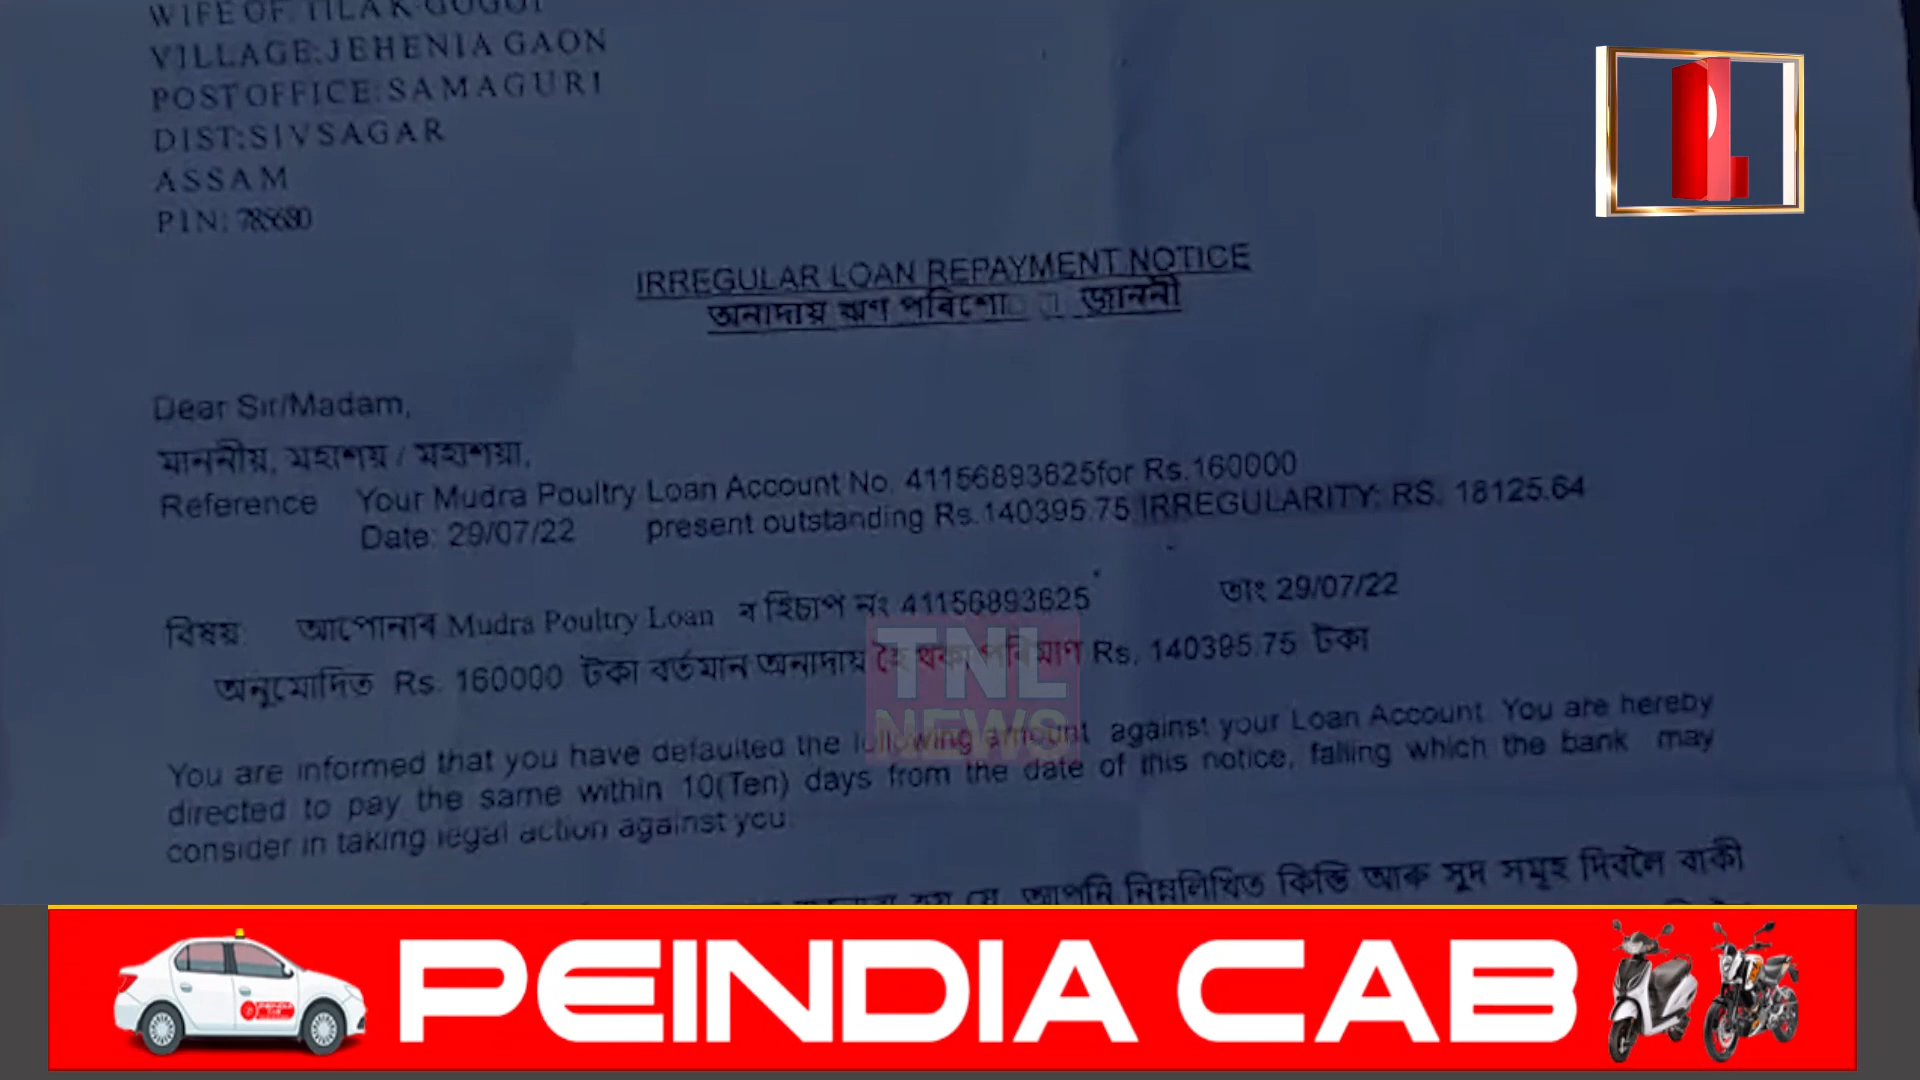 WIFE OF: TILAK GOGOI
VILLAGE:JEHENIA GAON
POST OFFICE:SAMAGURI
DIST:SIVSAGAR
ASSAM
PIN: 785680
IRREGULAR LOAN REPAYMENT NOTICE
অনাদায় ঋণ জাননী
Dear Sir/Madam,
মাননীয়, মহাশয় / মহাশয়া,
Reference Your Mudra Poultry Loan Account No. 41156893625for Rs.160000
Date: 29/07/22 present outstanding Rs.140395.75 IRREGULARITY: RS. 18125.64
বিষয়: আপোনাৰ Mudra Poultry Loan ৰ হিচাপ নং 41156893625 তাং 29/07/22
অনুমোদিত Rs. 160000 টকা বৰ্তমান অনাদায় হৈ থকা পৰিমাণ Rs. 140395.75 টকা
TNL
NEWS
You are informed that you have defaulted the following amount against your Loan Account. You are hereby
directed to pay the same within 10(Ten) days from the date of this notice, falling which the bank may
consider in taking legal action against you.
যে আপুনি নিম্নলিখিত কিস্তি আৰু সুদ সমূহ দিবলৈ বাকী
PEINDIA CAB